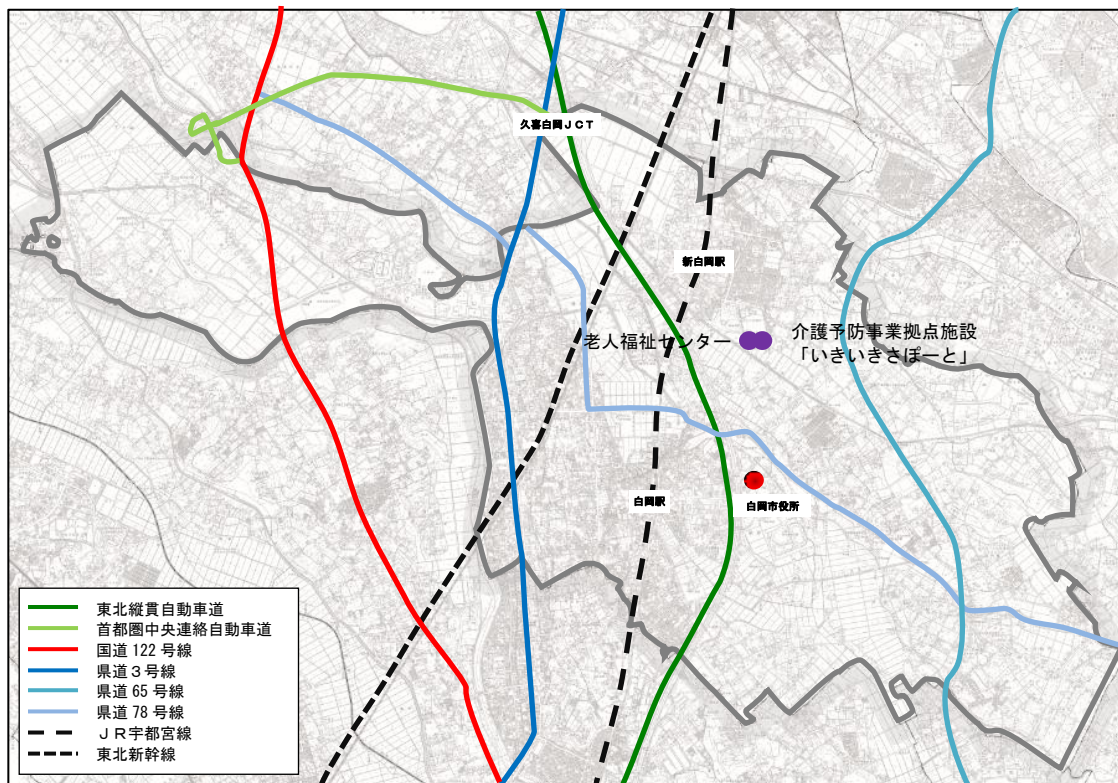 久喜白岡ＪＣＴ
新白岡駅
老人福祉センター
介護予防事業拠点施設
「いきいきさぽーと」
白岡駅
白岡市役所
東北縦貫自動車道
首都圏中央連絡自動車道
国道 122 号線
県道３号線
県道 65 号線
県道 78 号線
ＪＲ宇都宮線
東北新幹線